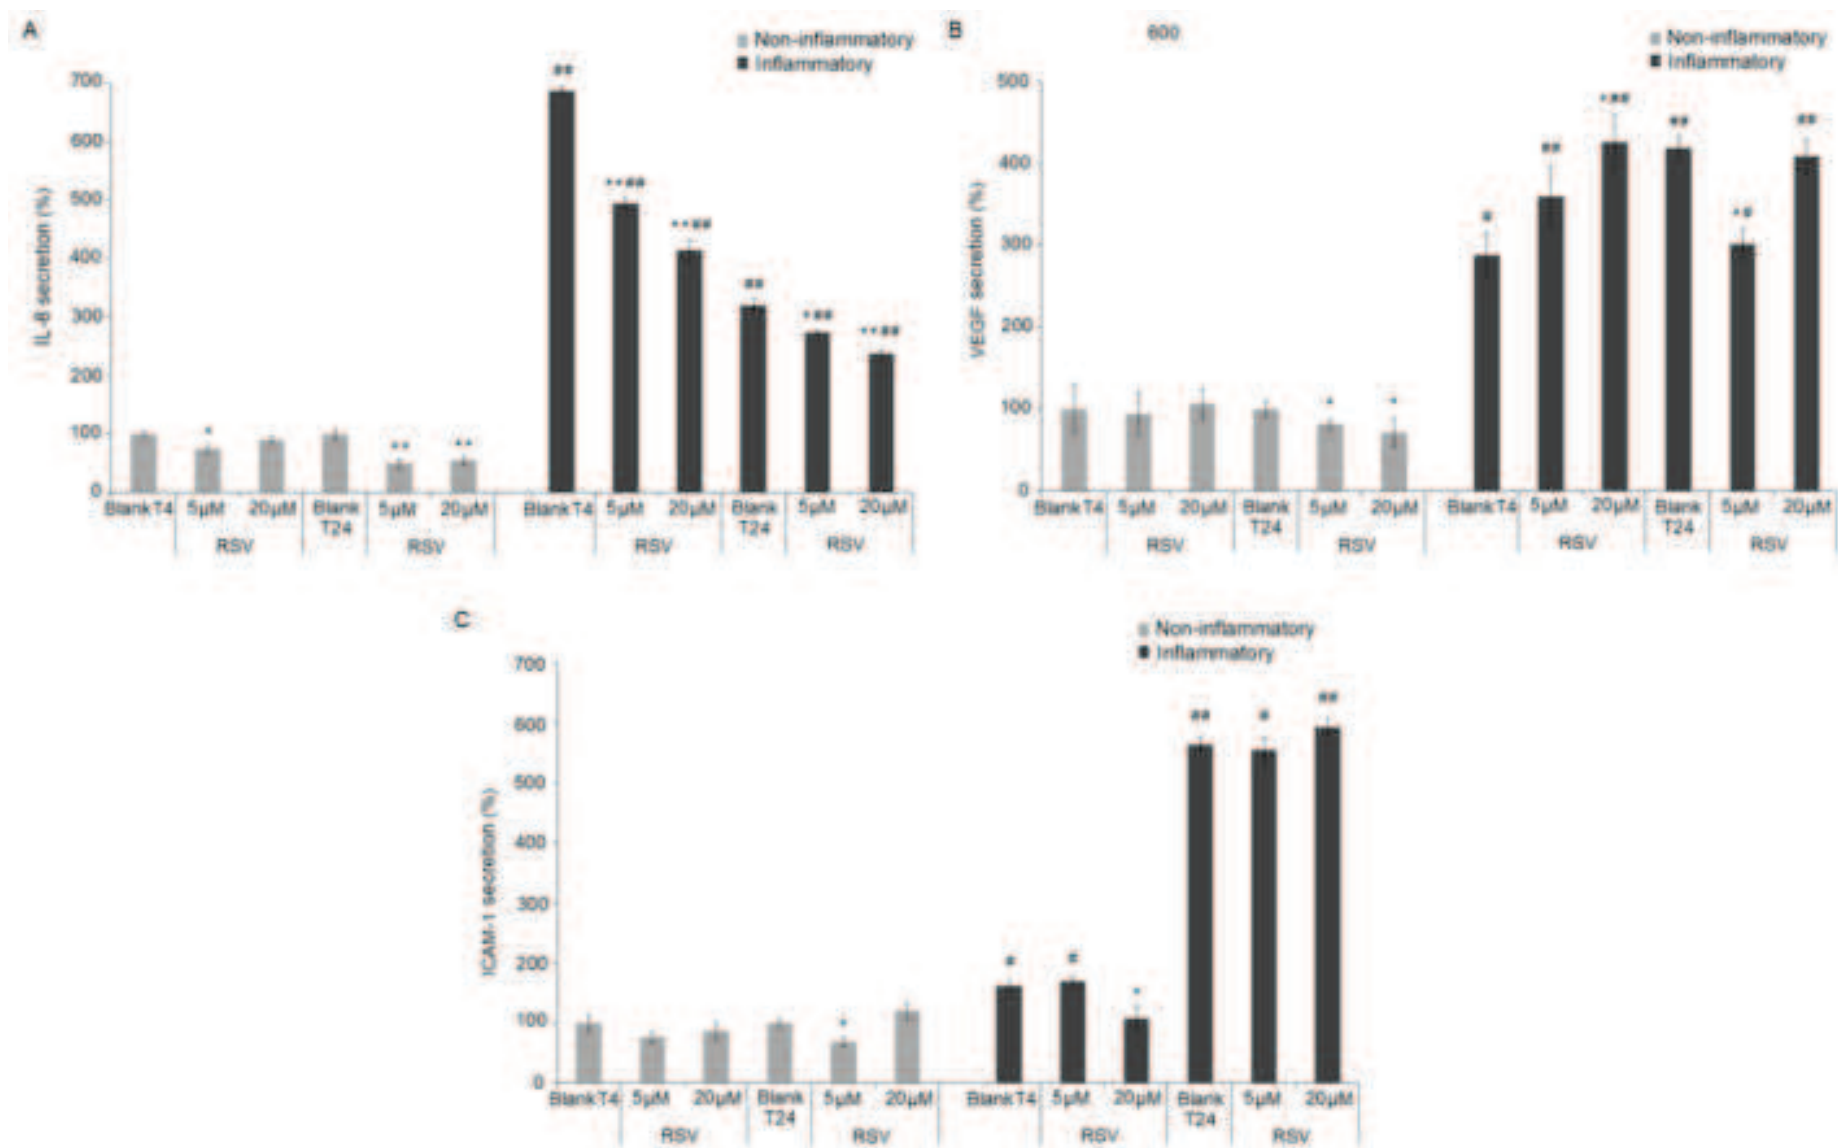 A
Non-inflammatory
Inflammatory
700
600
500
400
300
200
100
0
IL-8 secretion (%)
##
**##
**##
##
*##
**##
*
**
**
Blank T4 5µM 20µM Blank T24 5µM 20µM Blank T4 5µM 20µM Blank T24 5µM 20µM
RSV RSV RSV RSV
B
600
Non-inflammatory
Inflammatory
500
400
300
200
100
0
VEGF secretion (%)
*
*
#
##
*##
##
*#
##
Blank T4 5µM 20µM Blank T24 5µM 20µM Blank T4 5µM 20µM Blank T24 5µM 20µM
RSV RSV RSV RSV
C
Non-inflammatory
Inflammatory
700
600
500
400
300
200
100
0
ICAM-1 secretion (%)
*
#
#
*
##
#
##
Blank T4 5µM 20µM Blank T24 5µM 20µM Blank T4 5µM 20µM Blank T24 5µM 20µM
RSV RSV RSV RSV